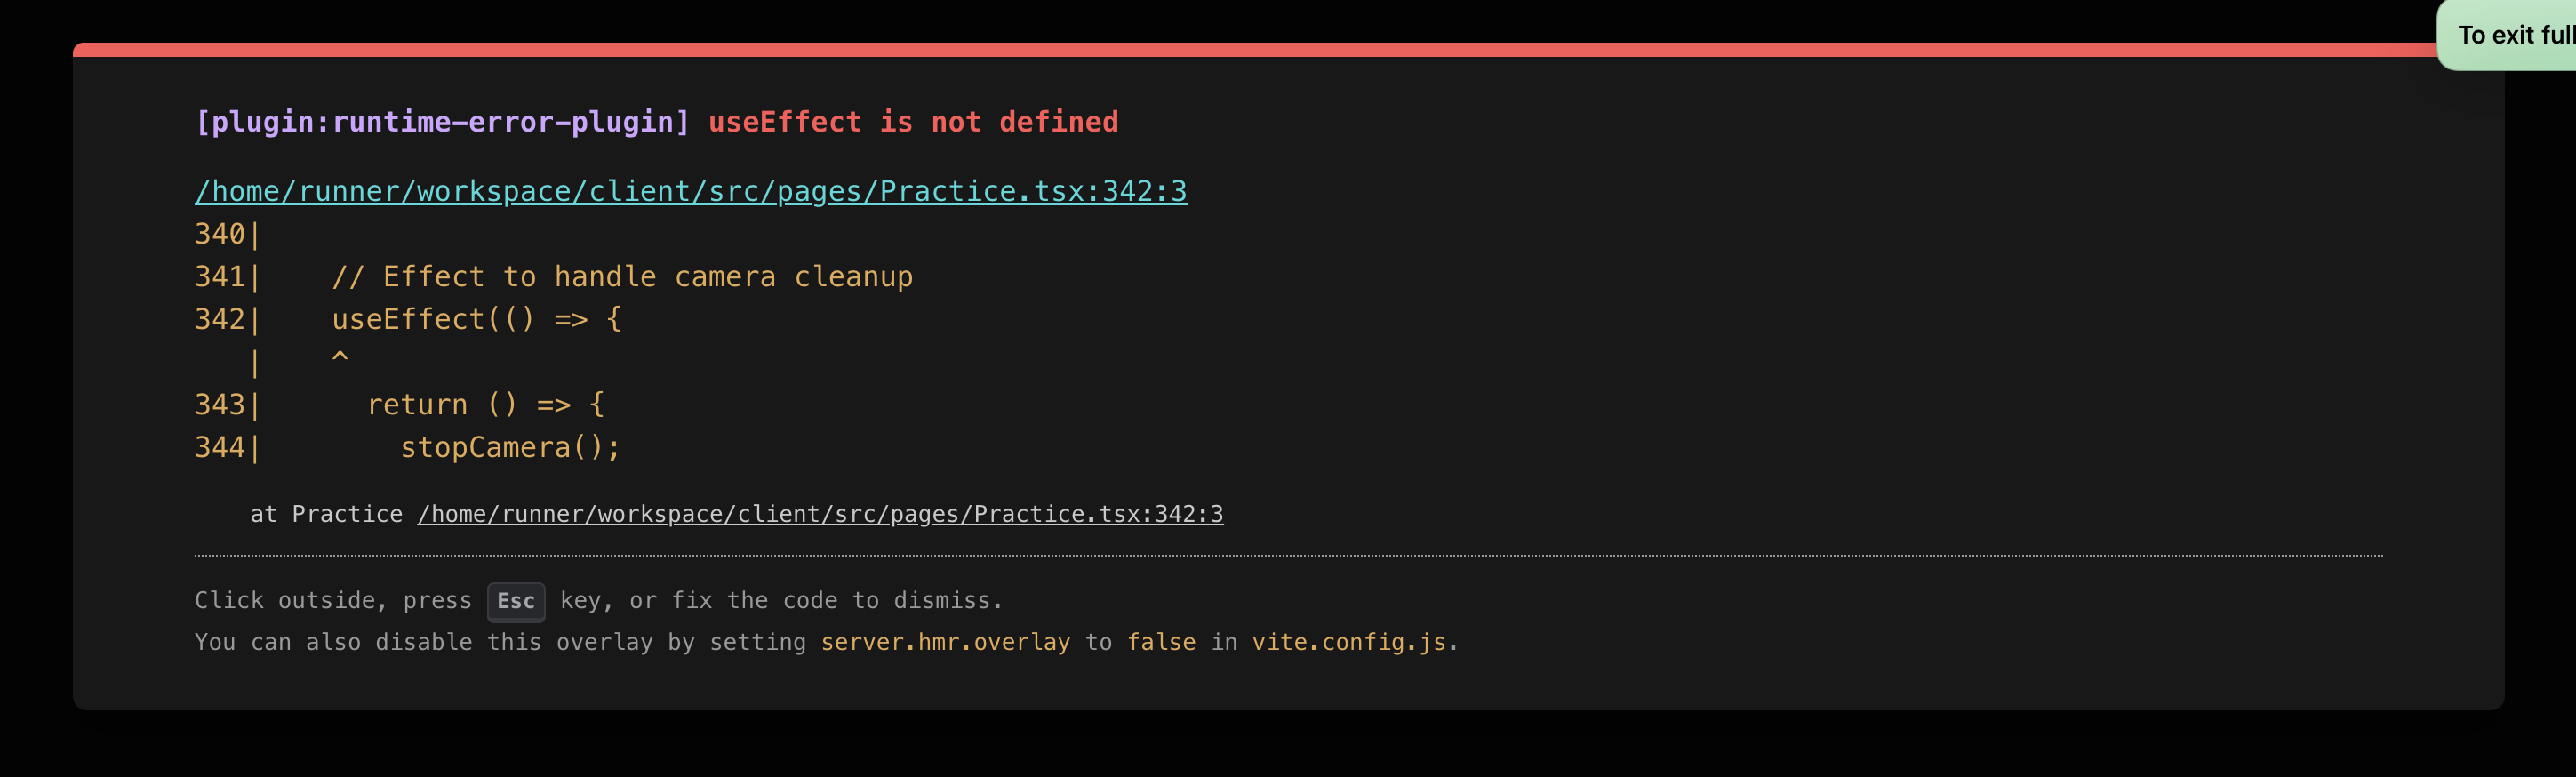 To exit full
[plugin:runtime-error-plugin] useEffect is not defined
/home/runner/workspace/client/src/pages/Practice.tsx:342:3
340|
341|    // Effect to handle camera cleanup
342|    useEffect(() => {
   |    ^
343|      return () => {
344|        stopCamera();
at Practice /home/runner/workspace/client/src/pages/Practice.tsx:342:3
Click outside, press Esc key, or fix the code to dismiss.
You can also disable this overlay by setting server.hmr.overlay to false in vite.config.js.